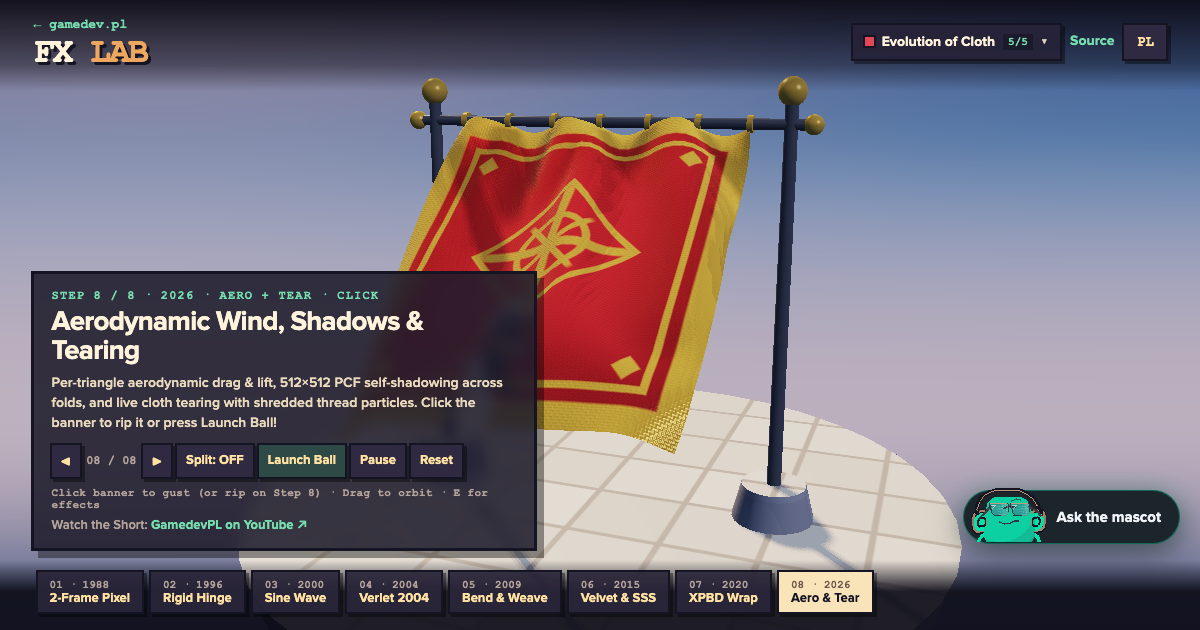 ← gamedev.pl
FX LAB
Evolution of Cloth 5/5 ▼
Source
PL
STEP 8 / 8 · 2026 · AERO + TEAR · CLICK
Aerodynamic Wind, Shadows &
Tearing
Per-triangle aerodynamic drag & lift, 512×512 PCF self-shadowing across
folds, and live cloth tearing with shredded thread particles. Click the
banner to rip it or press Launch Ball!
◀ 08 / 08 ▶ Split: OFF Launch Ball Pause Reset
Click banner to gust (or rip on Step 8) · Drag to orbit · E for
effects
Watch the Short: GamedevPL on YouTube ↗
Ask the mascot
01 · 1988
2-Frame Pixel
02 · 1996
Rigid Hinge
03 · 2000
Sine Wave
04 · 2004
Verlet 2004
05 · 2009
Bend & Weave
06 · 2015
Velvet & SSS
07 · 2020
XPBD Wrap
08 · 2026
Aero & Tear